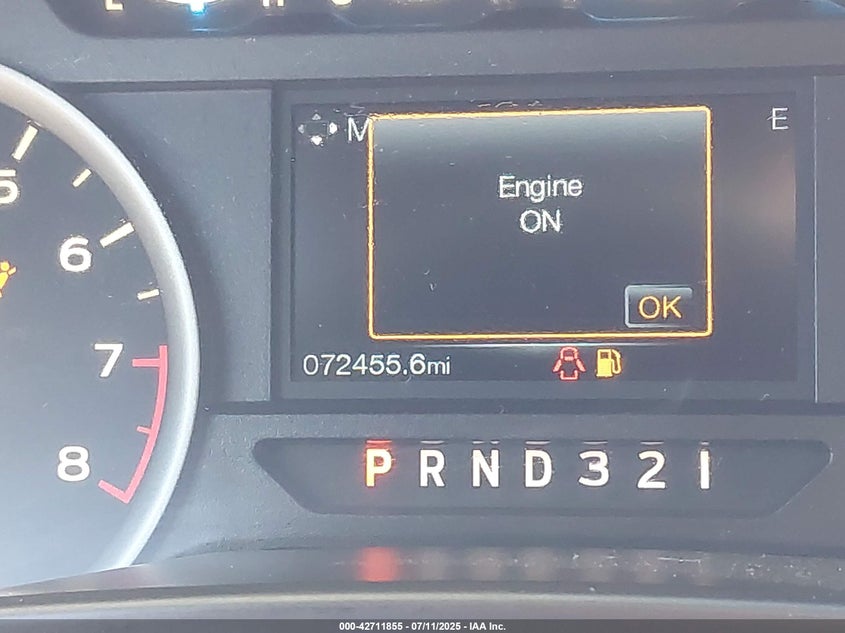 M
E
Engine
ON
OK
5
6
7
8
072455.6mi
P R N D 3 2 1
000-42711855 - 07/11/2025 - IAA Inc.